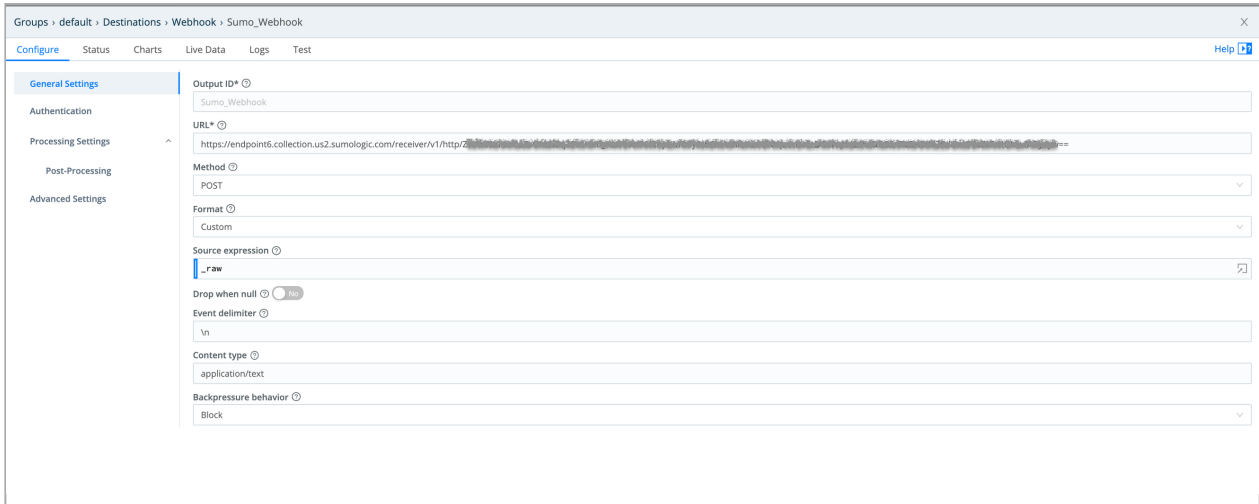 Groups › default › Destinations › Webhook › Sumo_Webhook
Configure Status Charts Live Data Logs Test Help
General Settings
Authentication
Processing Settings
Post-Processing
Advanced Settings
Output ID*
Sumo_Webhook
URL*
https://endpoint6.collection.us2.sumologic.com/receiver/v1/http/Z ==
Method
POST
Format
Custom
Source expression
_raw
Drop when null No
Event delimiter
\n
Content type
application/text
Backpressure behavior
Block